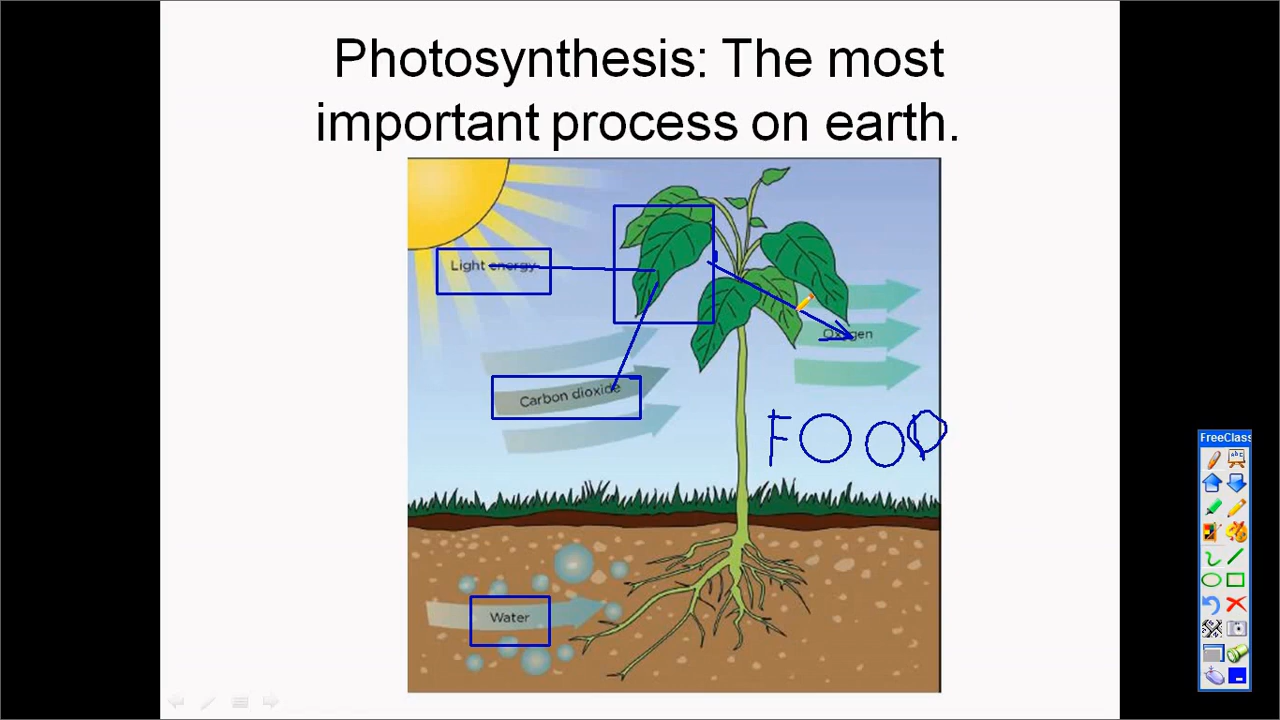 Photosynthesis: The most
important process on earth.
Light energy
Oxygen
Carbon dioxide
FOOD
FreeClass
Water